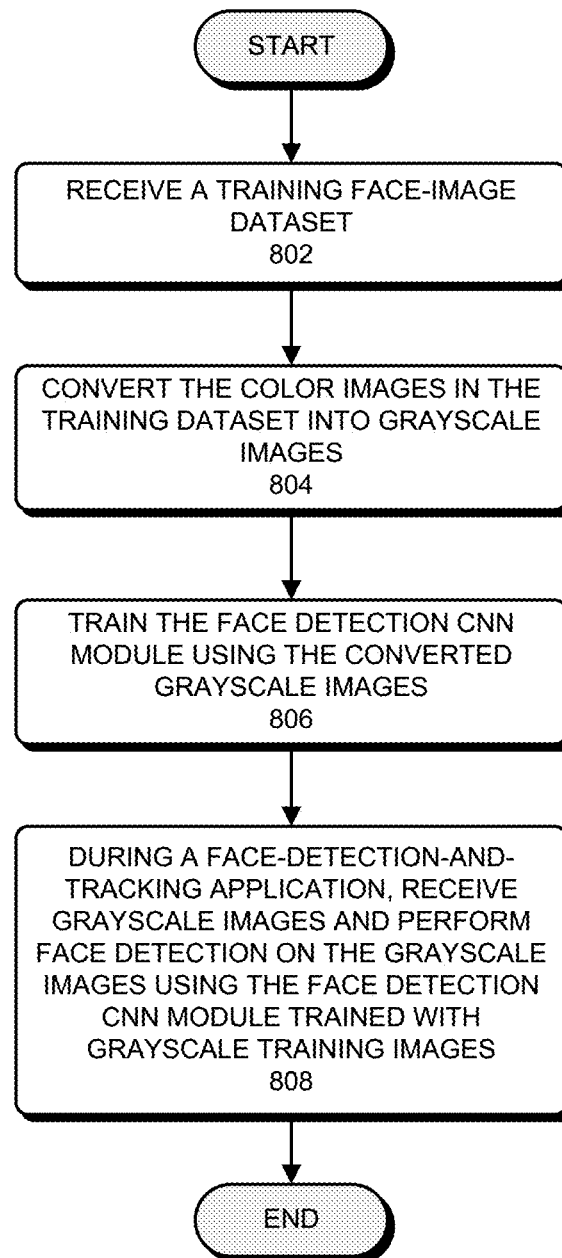 START
RECEIVE A TRAINING FACE-IMAGE
DATASET
802
CONVERT THE COLOR IMAGES IN THE
TRAINING DATASET INTO GRAYSCALE
IMAGES
804
TRAIN THE FACE DETECTION CNN
MODULE USING THE CONVERTED
GRAYSCALE IMAGES
806
DURING A FACE-DETECTION-AND-
TRACKING APPLICATION, RECEIVE
GRAYSCALE IMAGES AND PERFORM
FACE DETECTION ON THE GRAYSCALE
IMAGES USING THE FACE DETECTION
CNN MODULE TRAINED WITH
GRAYSCALE TRAINING IMAGES
808
END